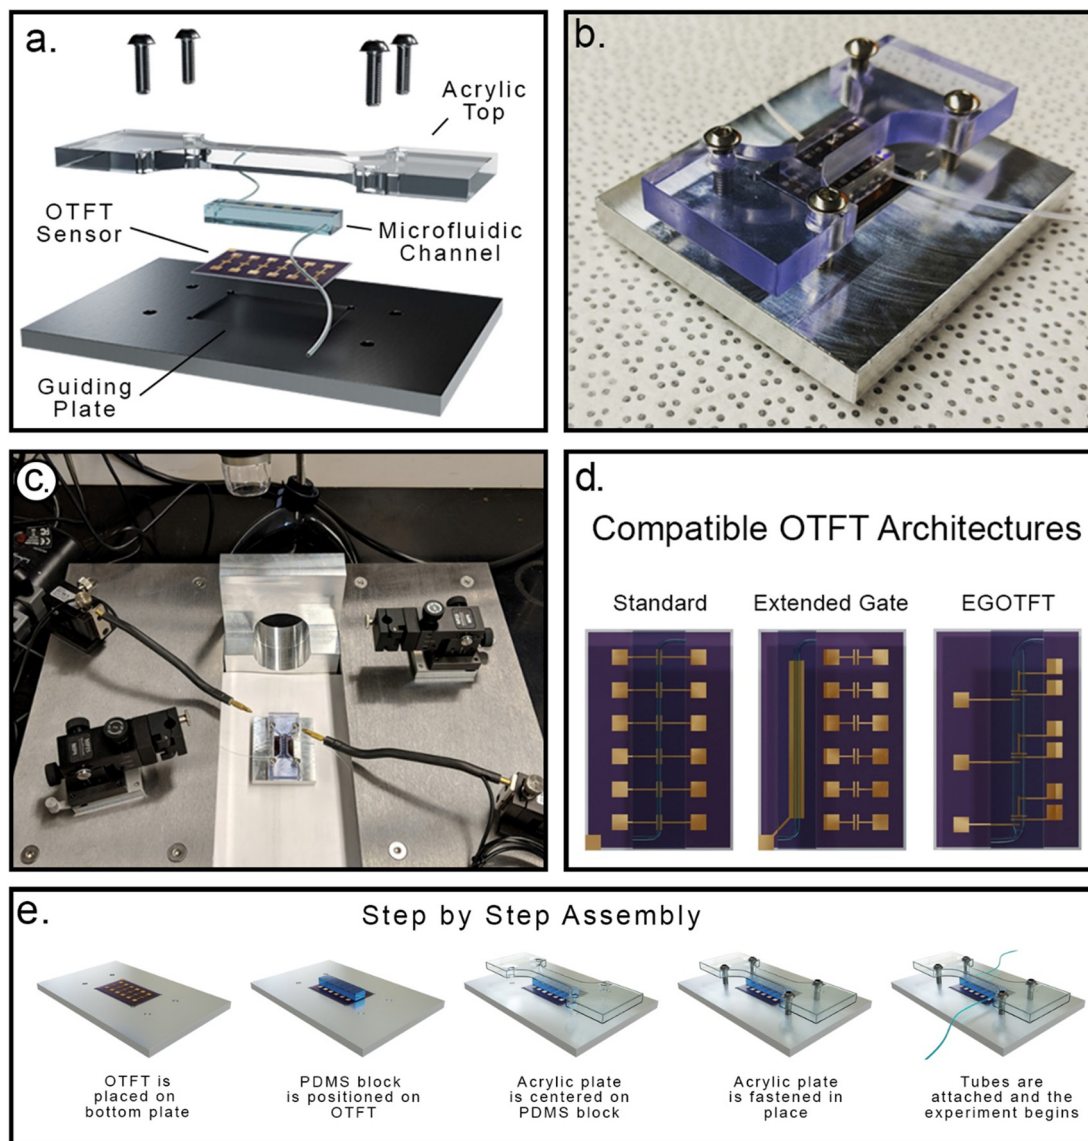 a.
Acrylic
Top
OTFT
Sensor
Microfluidic
Channel
Guiding
Plate
b.
c.
d.
Compatible OTFT Architectures
Standard
Extended Gate
EGOTFT
e.
Step by Step Assembly
OTFT is
placed on
bottom plate
PDMS block
is positioned on
OTFT
Acrylic plate
is centered on
PDMS block
Acrylic plate
is fastened in
place
Tubes are
attached and the
experiment begins